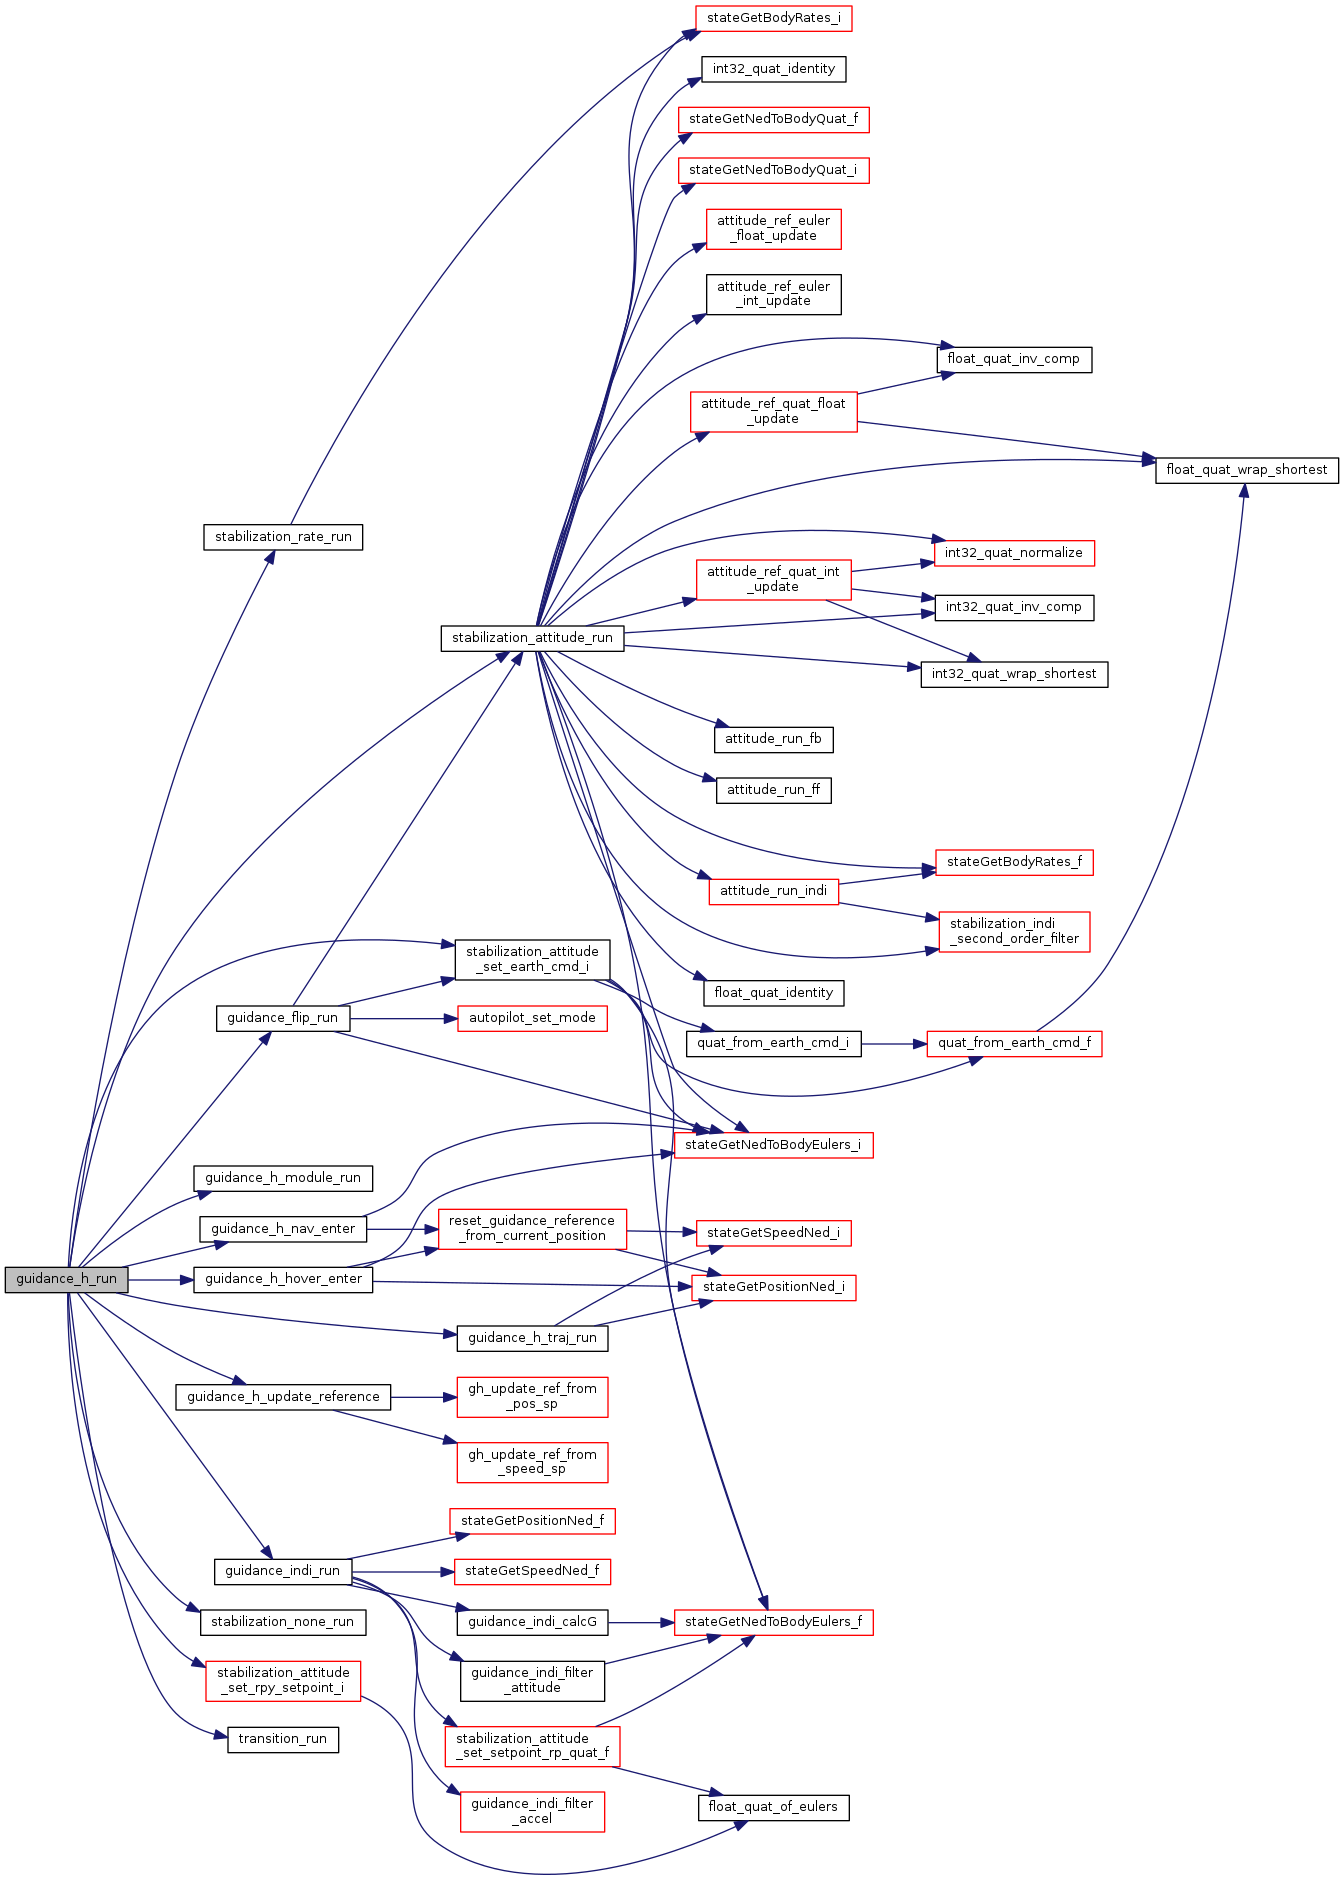 stateGetBodyRates_i
int32_quat_identity
stateGetNedToBodyQuat_f
stateGetNedToBodyQuat_i
attitude_ref_euler
_float_update
attitude_ref_euler
_int_update
float_quat_inv_comp
attitude_ref_quat_float
_update
float_quat_wrap_shortest
stabilization_rate_run
int32_quat_normalize
attitude_ref_quat_int
_update
int32_quat_inv_comp
stabilization_attitude_run
int32_quat_wrap_shortest
attitude_run_fb
attitude_run_ff
stateGetBodyRates_f
attitude_run_indi
stabilization_indi
_second_order_filter
stabilization_attitude
_set_earth_cmd_i
float_quat_identity
guidance_flip_run
autopilot_set_mode
quat_from_earth_cmd_i
quat_from_earth_cmd_f
stateGetNedToBodyEulers_i
guidance_h_module_run
guidance_h_nav_enter
reset_guidance_reference
_from_current_position
stateGetSpeedNed_i
guidance_h_run
guidance_h_hover_enter
stateGetPositionNed_i
guidance_h_traj_run
guidance_h_update_reference
gh_update_ref_from
_pos_sp
gh_update_ref_from
_speed_sp
stateGetPositionNed_f
guidance_indi_run
stateGetSpeedNed_f
stabilization_none_run
guidance_indi_calcG
stateGetNedToBodyEulers_f
stabilization_attitude
_set_rpy_setpoint_i
guidance_indi_filter
_attitude
transition_run
stabilization_attitude
_set_setpoint_rp_quat_f
guidance_indi_filter
_accel
float_quat_of_eulers